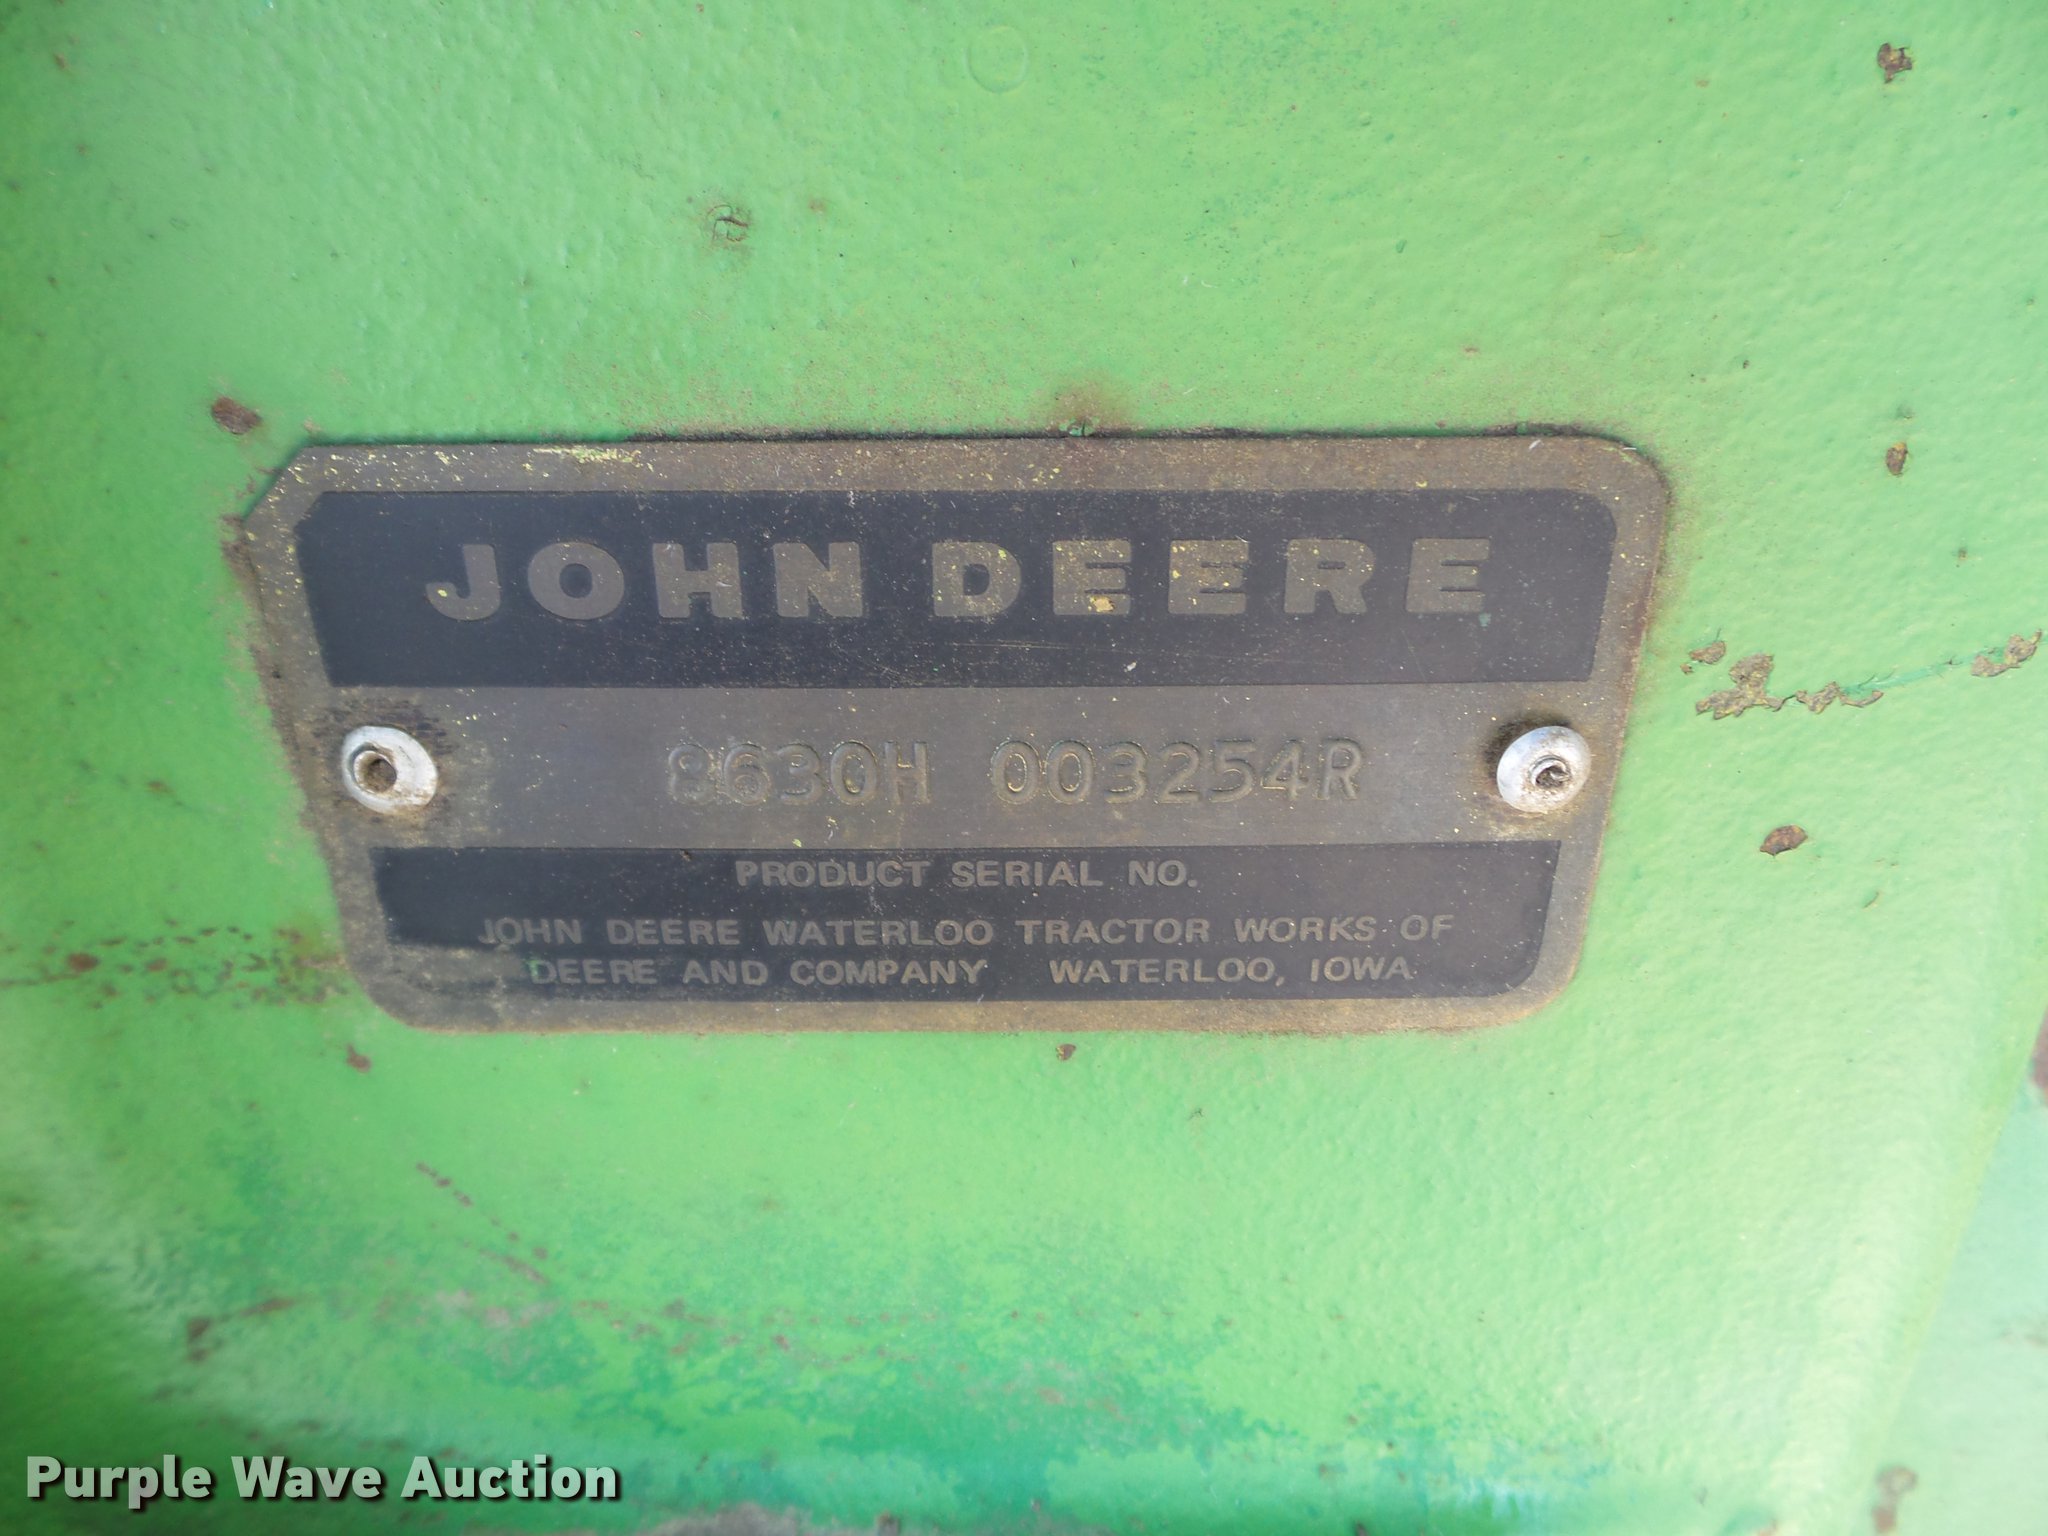 JOHN DEERE
8630H 003254R
PRODUCT SERIAL NO.
JOHN DEERE WATERLOO TRACTOR WORKS OF
DEERE AND COMPANY WATERLOO, IOWA
Purple Wave Auction